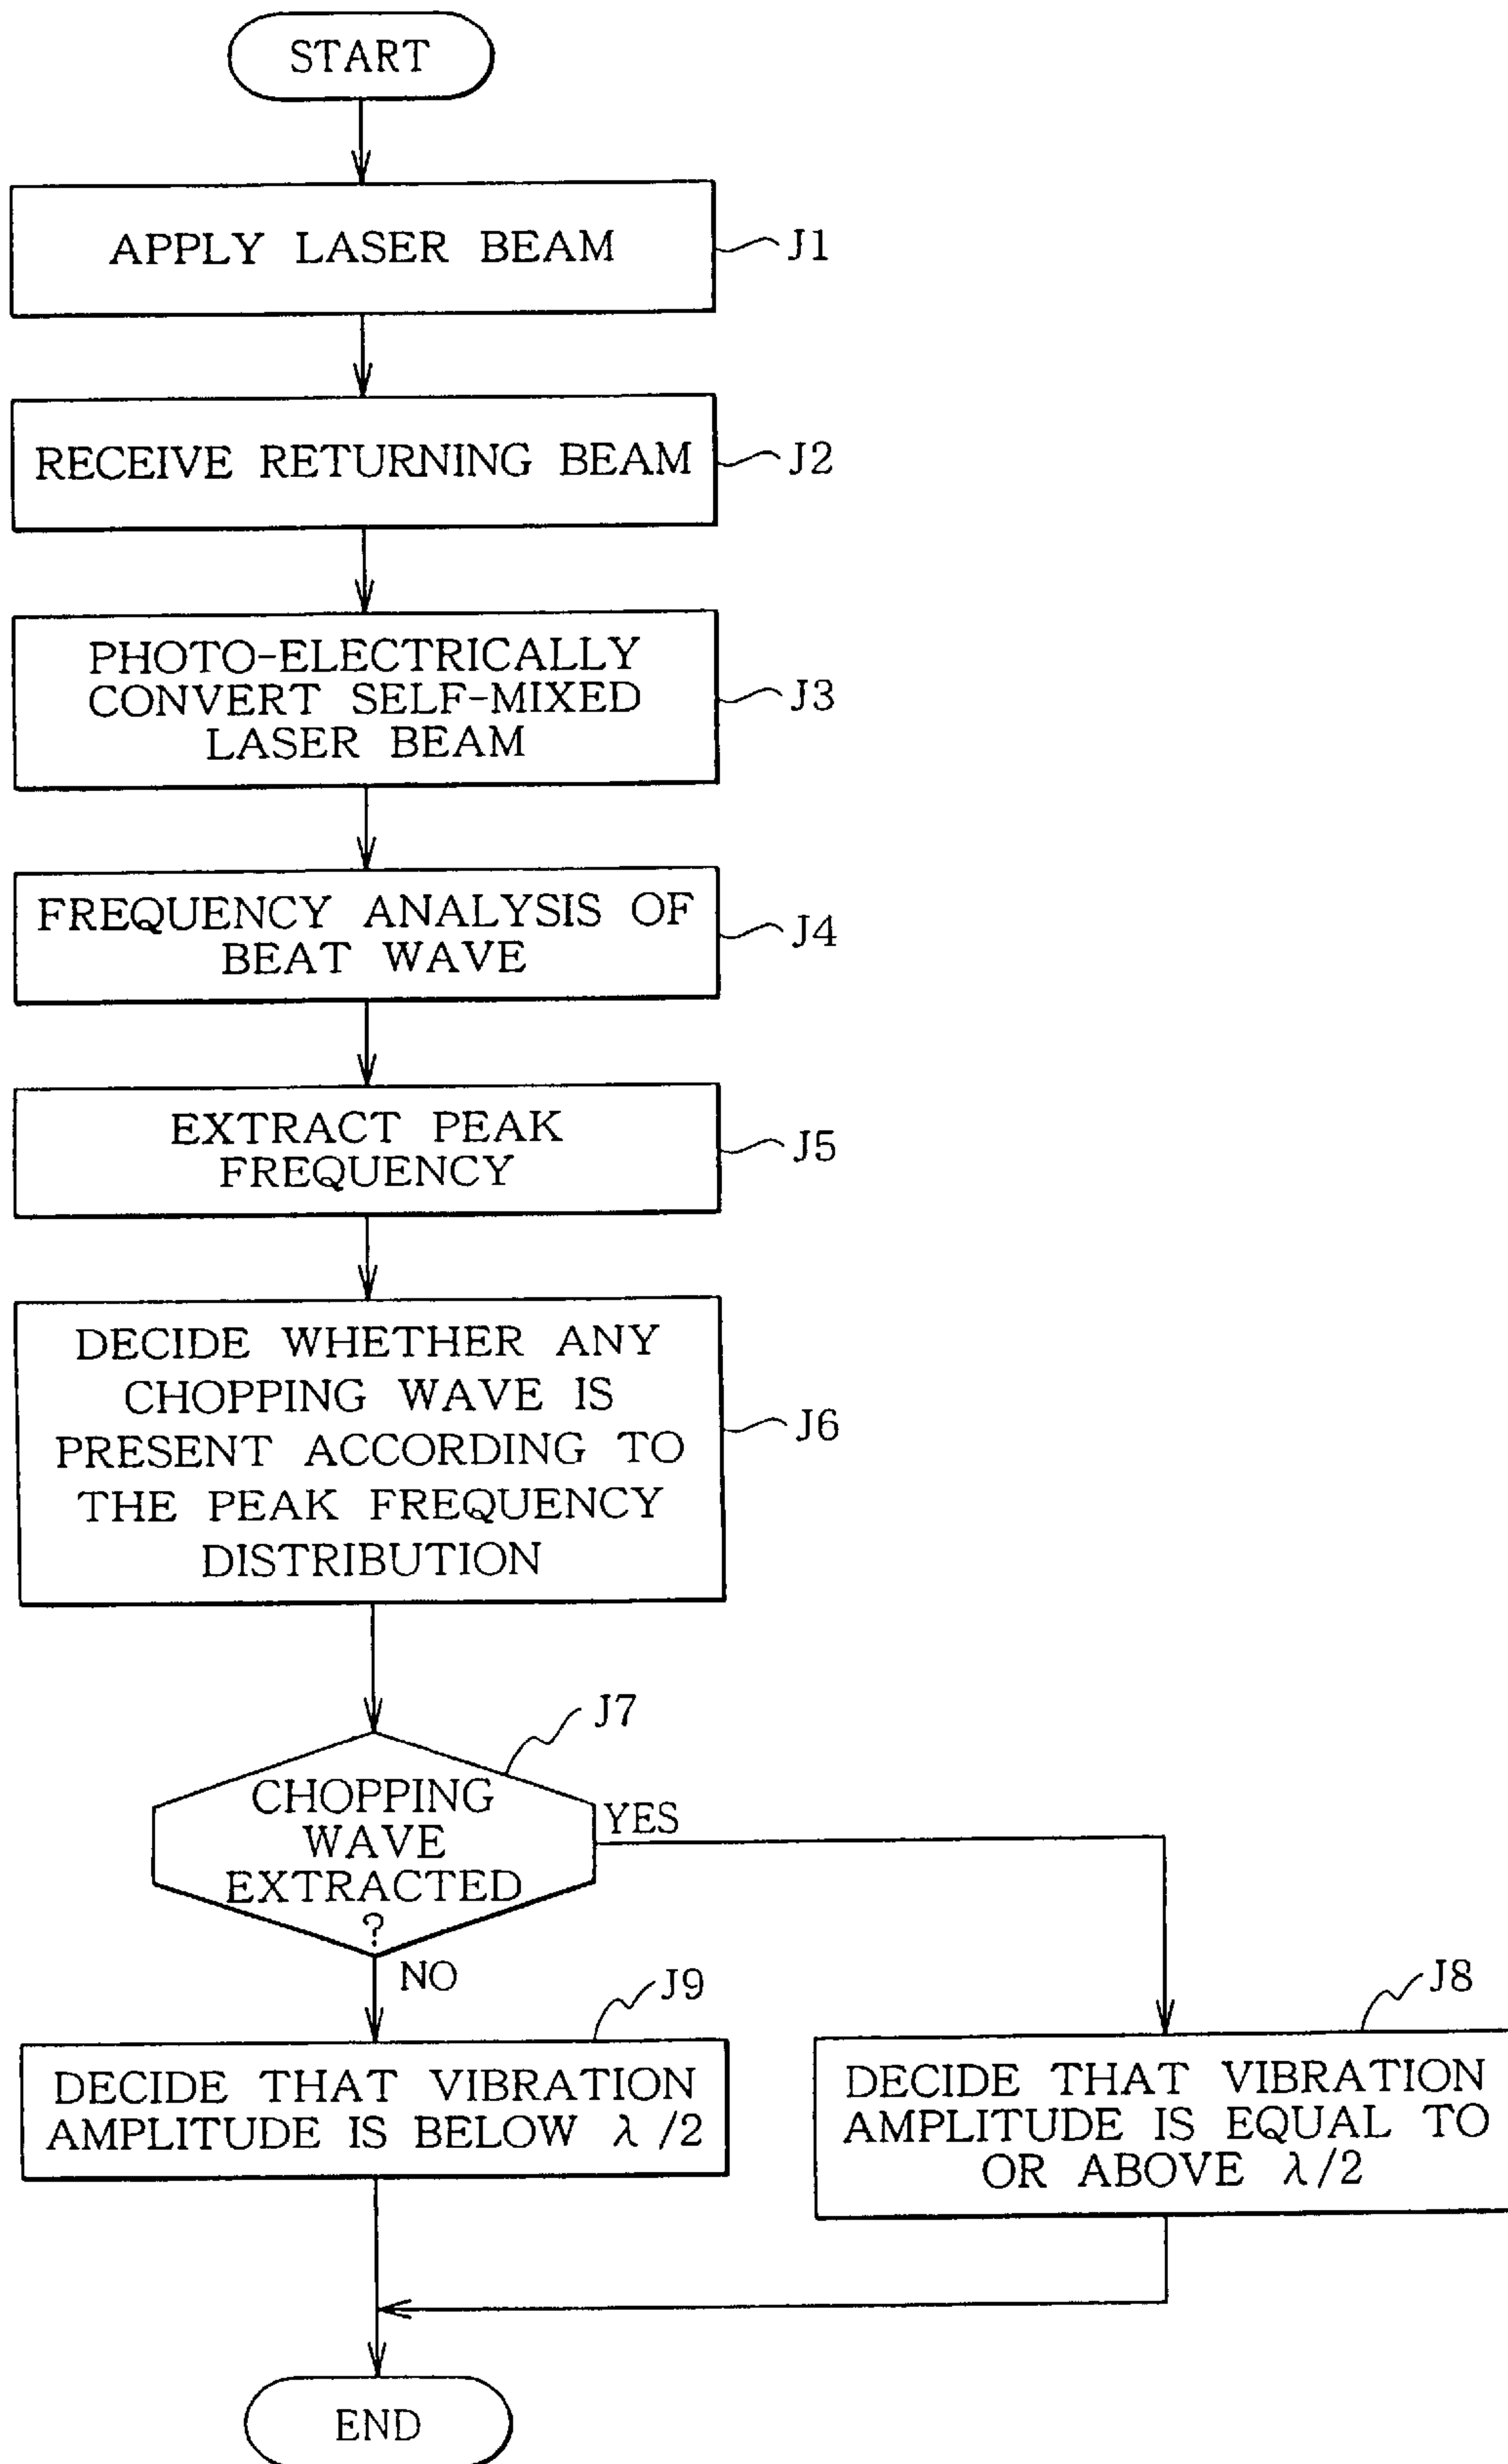 START
APPLY LASER BEAM
J1
RECEIVE RETURNING BEAM
J2
PHOTO-ELECTRICALLY
CONVERT SELF-MIXED
LASER BEAM
J3
FREQUENCY ANALYSIS OF
BEAT WAVE
J4
EXTRACT PEAK
FREQUENCY
J5
DECIDE WHETHER ANY
CHOPPING WAVE IS
PRESENT ACCORDING TO
THE PEAK FREQUENCY
DISTRIBUTION
J6
J7
CHOPPING
WAVE
EXTRACTED
?
YES
NO
J9
DECIDE THAT VIBRATION
AMPLITUDE IS BELOW λ/2
J8
DECIDE THAT VIBRATION
AMPLITUDE IS EQUAL TO
OR ABOVE λ/2
END